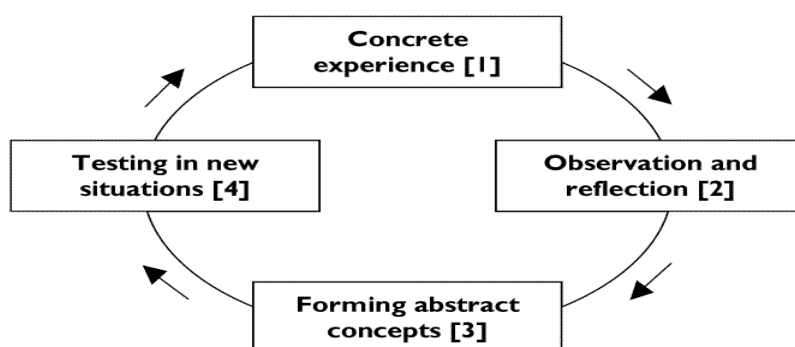 Concrete
experience [1]
Observation and
reflection [2]
Forming abstract
concepts [3]
Testing in new
situations [4]